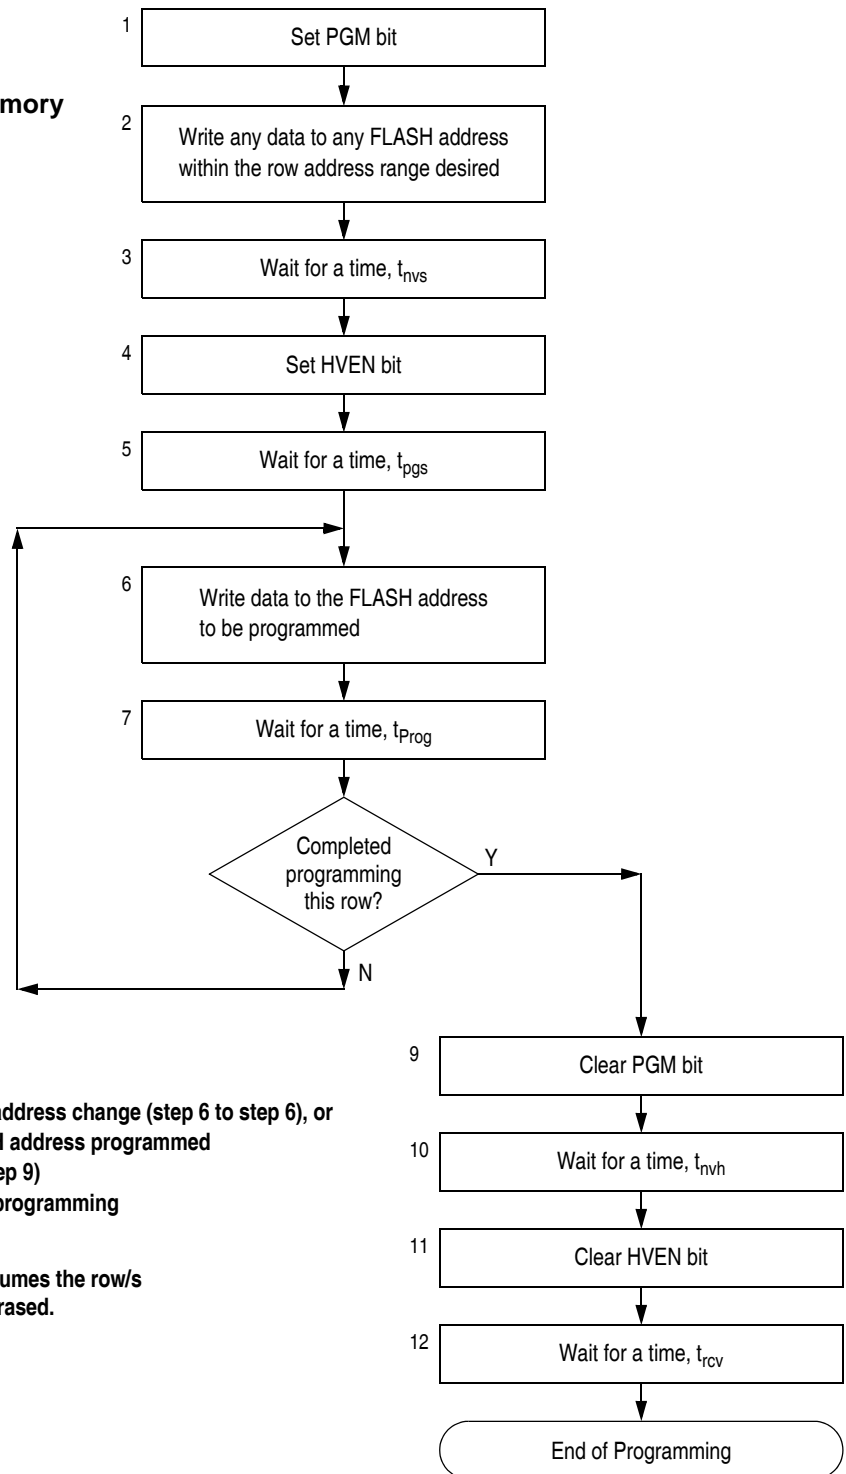 1
Set PGM bit
2
Write any data to any FLASH address
within the row address range desired
3
Wait for a time, tnvs
4
Set HVEN bit
5
Wait for a time, tpgs
6
Write data to the FLASH address
to be programmed
7
Wait for a time, tProg
Completed
programming
this row?
Y
N
9
Clear PGM bit
address change (step 6 to step 6), or
address programmed
9)
programming
10
Wait for a time, tnvh
11
Clear HVEN bit
the row/s
12
Wait for a time, trcv
End of Programming